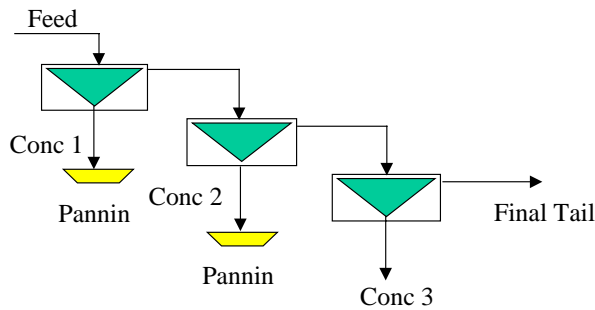 Feed
Conc 1
Pannin
Conc 2
Pannin
Final Tail
Conc 3